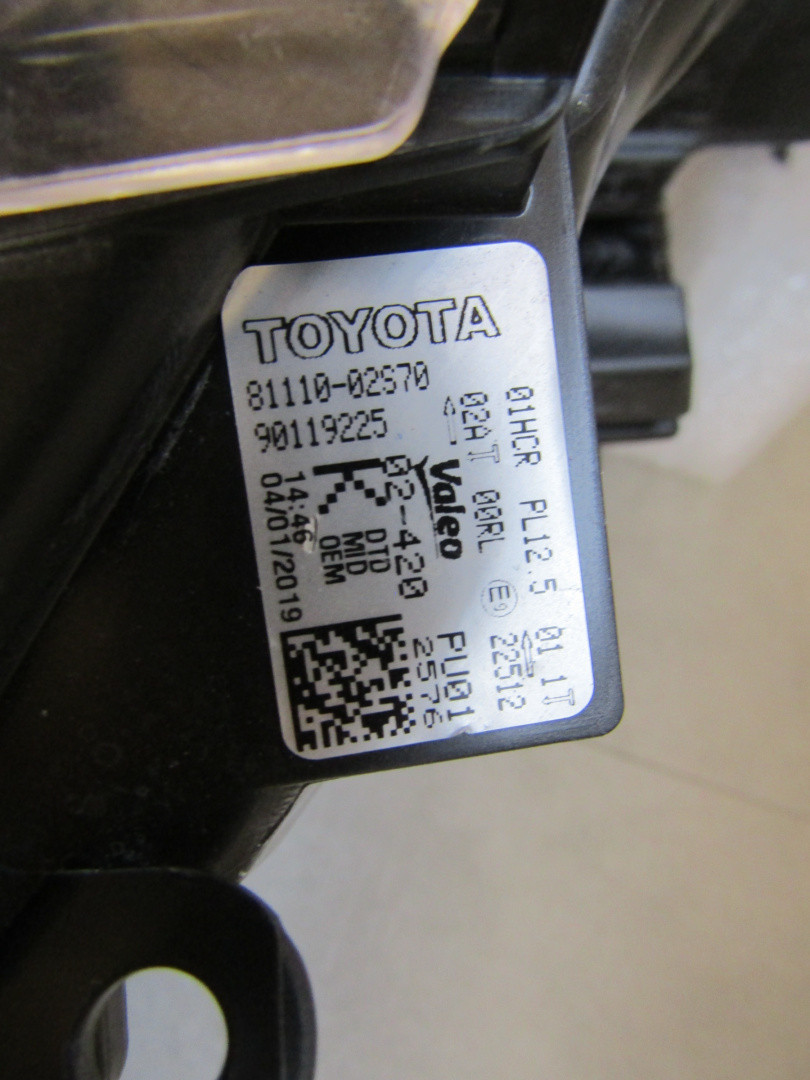 TOYOTA
81110-02S70
90119225
01HCR PL12.5 01.1T
02A T 00RL E9 22512
Valeo
02-420
PU01
2576
K
DTD
MID
OEM
14:46
04/01/2019